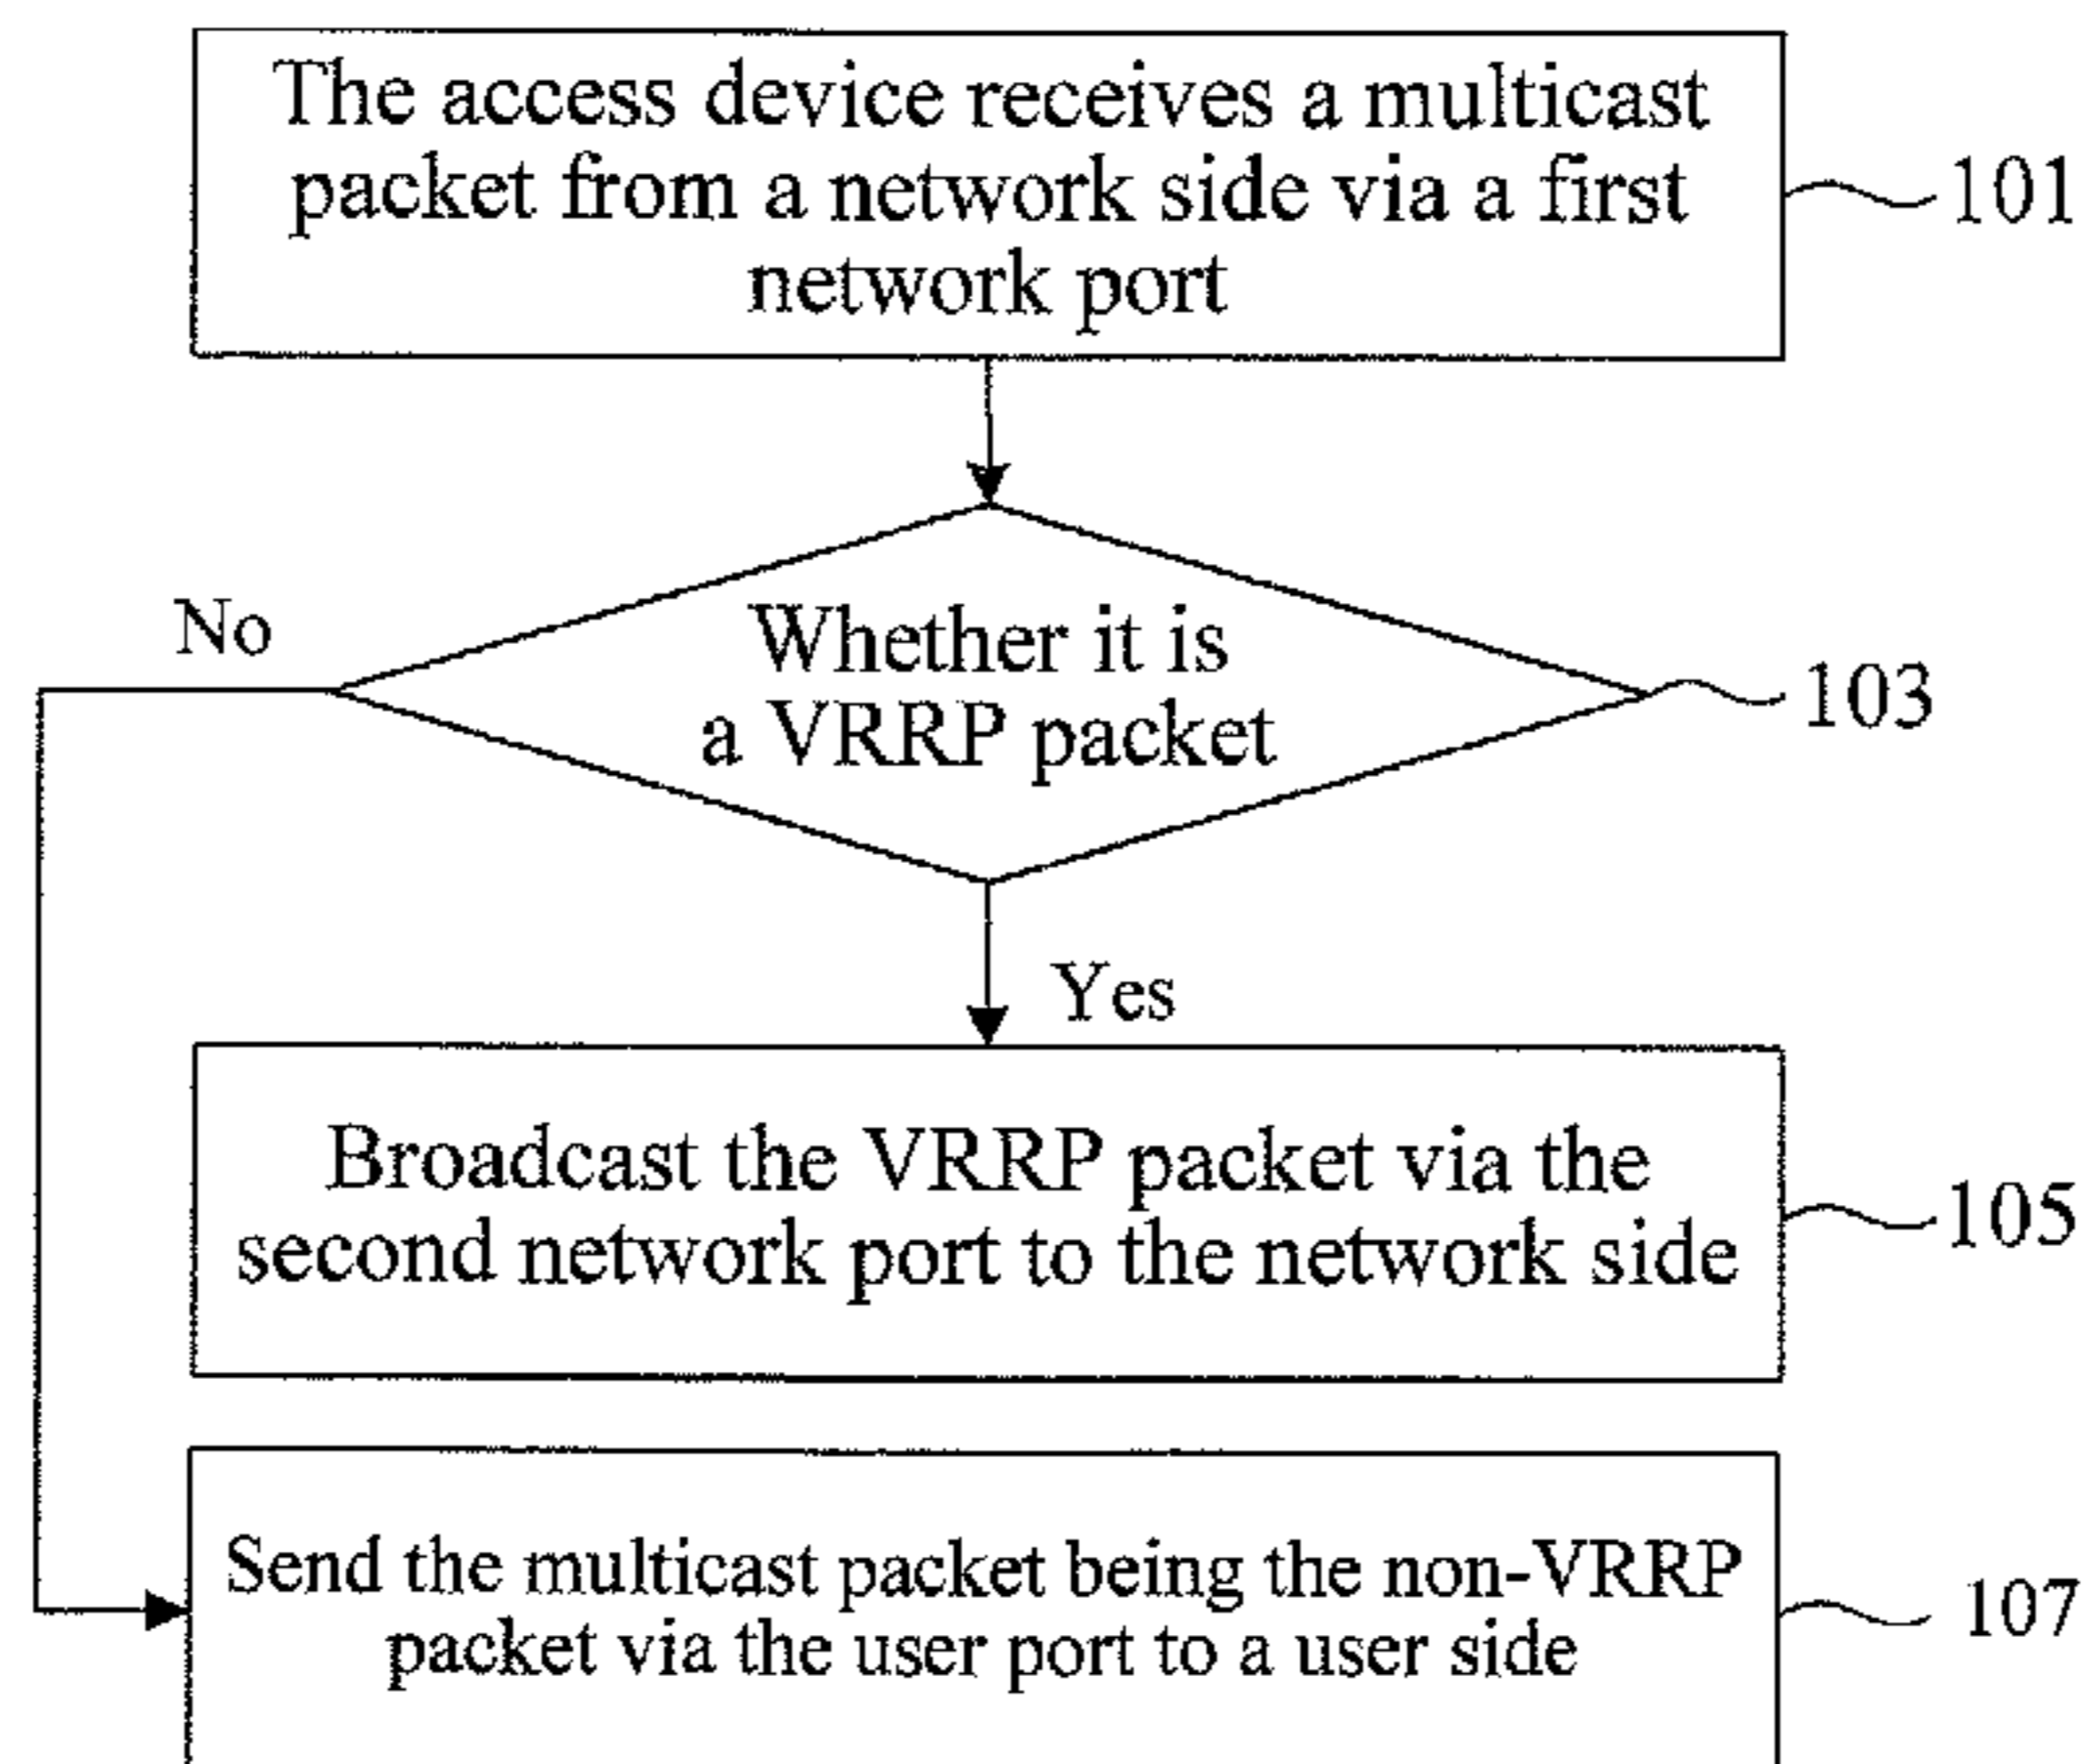 The access device receives a multicast
packet from a network side via a first
network port
101
No
Whether it is
a VRRP packet
103
Yes
Broadcast the VRRP packet via the
second network port to the network side
105
Send the multicast packet being the non-VRRP
packet via the user port to a user side
107